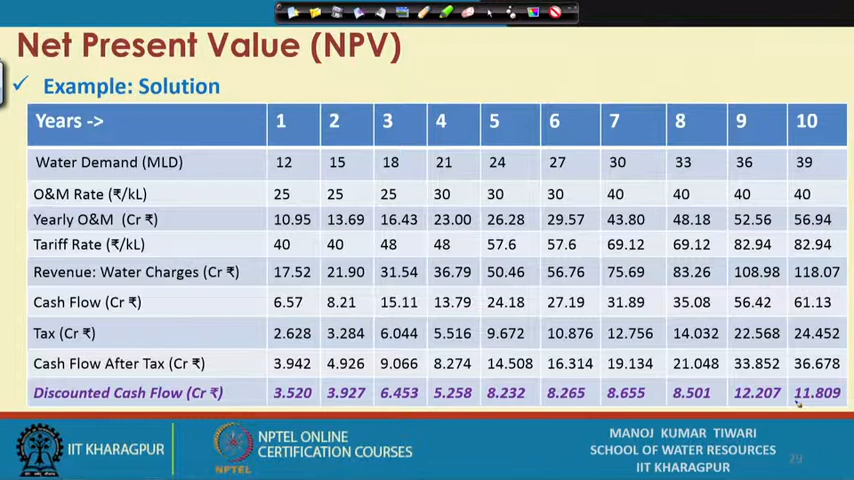 Net Present Value (NPV)
✓ Example: Solution
Years -> 1 2 3 4 5 6 7 8 9 10
Water Demand (MLD) 12 15 18 21 24 27 30 33 36 39
O&M Rate (₹/kL) 25 25 25 30 30 30 40 40 40 40
Yearly O&M (Cr ₹) 10.95 13.69 16.43 23.00 26.28 29.57 43.80 48.18 52.56 56.94
Tariff Rate (₹/kL) 40 40 48 48 57.6 57.6 69.12 69.12 82.94 82.94
Revenue: Water Charges (Cr ₹) 17.52 21.90 31.54 36.79 50.46 56.76 75.69 83.26 108.98 118.07
Cash Flow (Cr ₹) 6.57 8.21 15.11 13.79 24.18 27.19 31.89 35.08 56.42 61.13
Tax (Cr ₹) 2.628 3.284 6.044 5.516 9.672 10.876 12.756 14.032 22.568 24.452
Cash Flow After Tax (Cr ₹) 3.942 4.926 9.066 8.274 14.508 16.314 19.134 21.048 33.852 36.678
Discounted Cash Flow (Cr ₹) 3.520 3.927 6.453 5.258 8.232 8.265 8.655 8.501 12.207 11.809
IIT KHARAGPUR
NPTEL
NPTEL ONLINE
CERTIFICATION COURSES
MANOJ KUMAR TIWARI
SCHOOL OF WATER RESOURCES
IIT KHARAGPUR
29